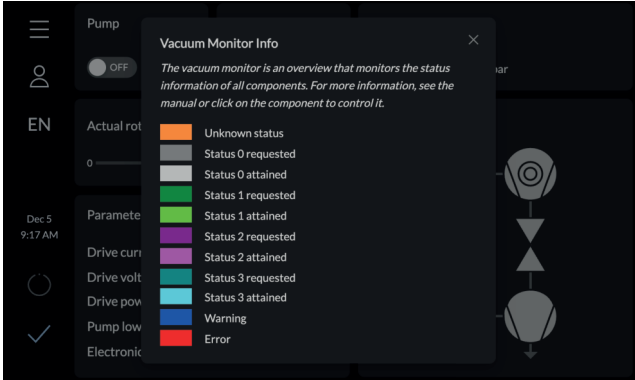 Pump
OFF
EN
Actual rot
0
Dec 5
9:17 AM
Paramete
Drive curr
Drive volt
Drive pow
Pump low
Electronic
bar
Vacuum Monitor Info
The vacuum monitor is an overview that monitors the status
information of all components. For more information, see the
manual or click on the component to control it.
Unknown status
Status 0 requested
Status 0 attained
Status 1 requested
Status 1 attained
Status 2 requested
Status 2 attained
Status 3 requested
Status 3 attained
Warning
Error